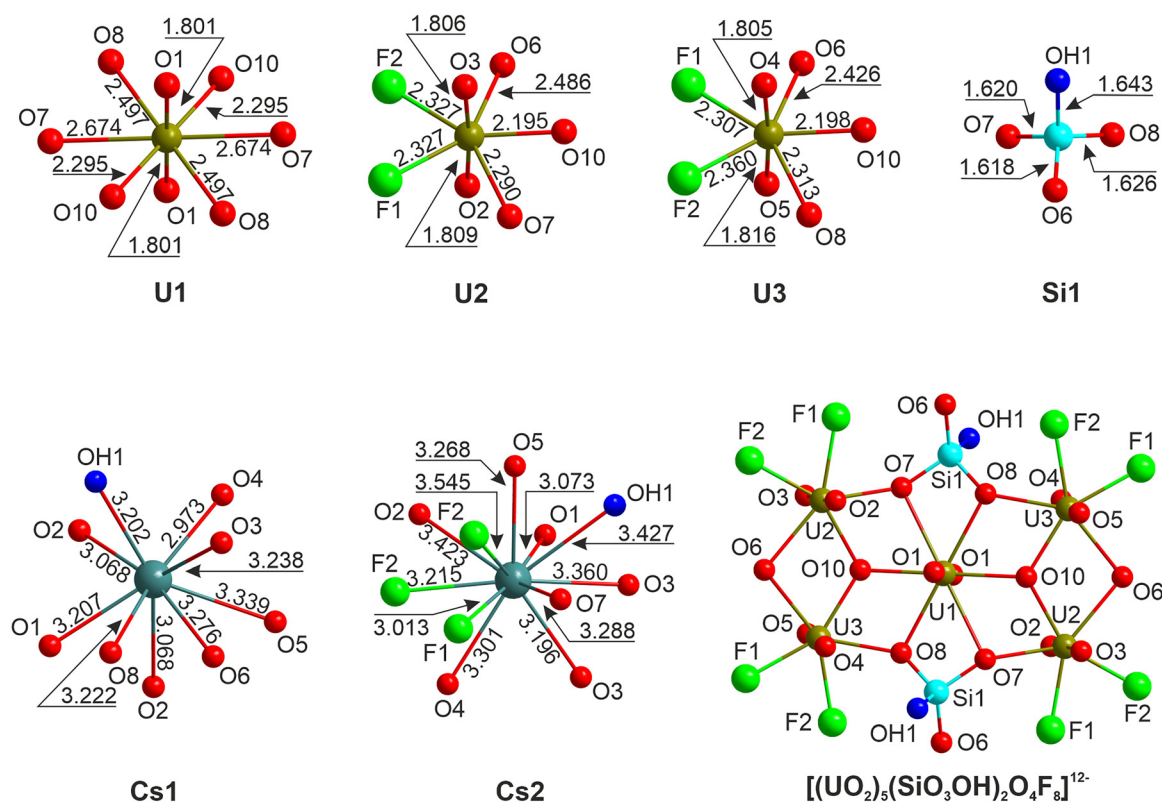 O8
1.801
O1
O10
2.497
2.295
O7
2.674
2.674
O7
2.295
2.497
O10
O1
O8
1.801
U1
1.806
O6
F2
O3
2.486
2.327
2.195
2.327
O10
F1
2.290
O2
O7
1.809
U2
1.805
O6
F1
O4
2.426
2.307
2.198
2.360
O10
F2
2.313
O5
O8
1.816
U3
OH1
1.620
1.643
O7
O8
1.618
1.626
O6
Si1
OH1
O4
3.202
2.973
O2
O3
3.068
3.238
3.207
3.339
O1
3.276
O5
3.068
O8
O6
3.222
O2
Cs1
3.268
O5
3.545
3.073
OH1
O2
F2
O1
3.423
3.427
F2
3.215
3.360
O3
O7
3.013
F1
3.288
3.301
3.196
O4
O3
Cs2
O6
F1
OH1
F2
F2
Si1
F1
O7
O8
O4
O3
O2
O5
U2
U3
O6
O1
O1
O10
O10
O6
U1
O5
U3
O2
U2
F1
O4
O8
O7
O3
Si1
F2
OH1
F2
O6
F1
[(UO2)5(SiO3OH)2O4F8]12-